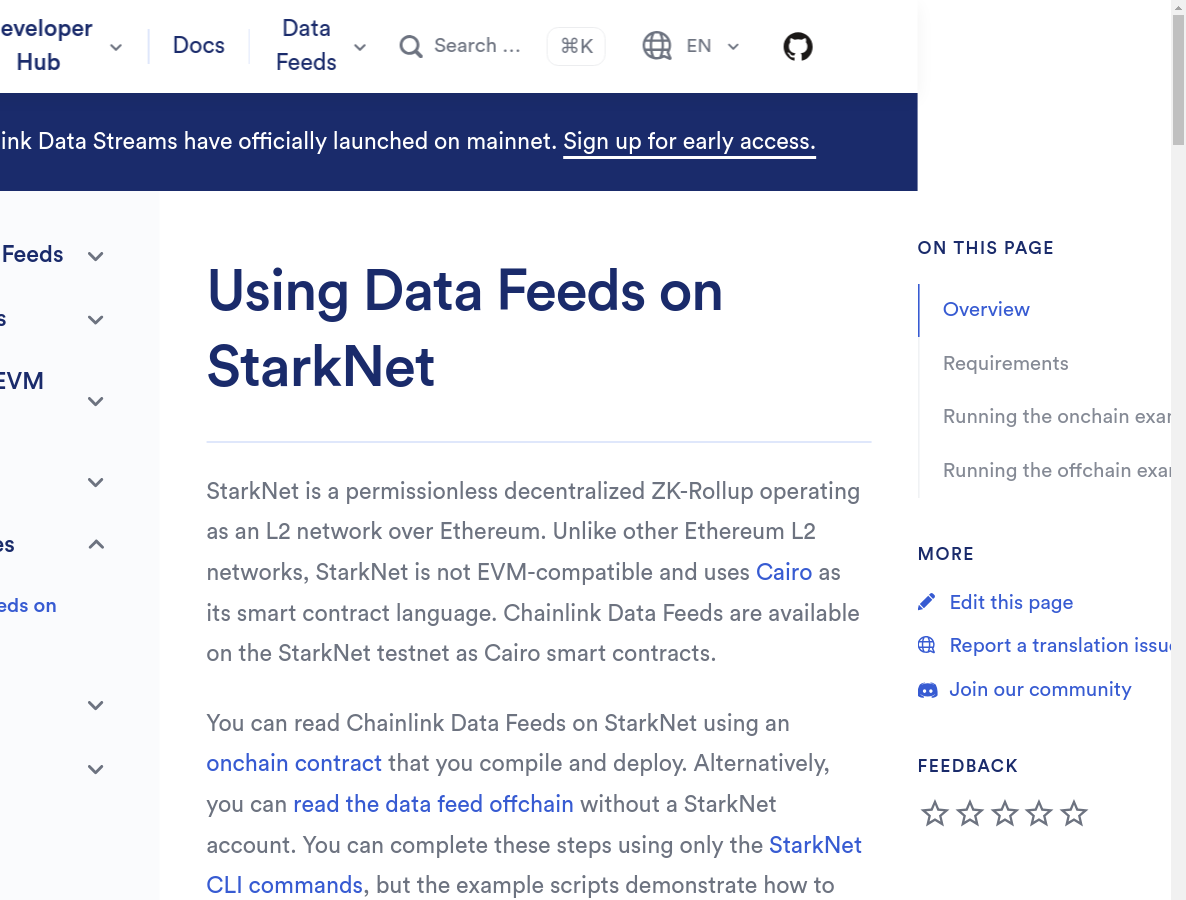 eveloper
Hub
Docs
Data
Feeds
Search ...
⌘K
EN
ink Data Streams have officially launched on mainnet. Sign up for early access.
Feeds
s
EVM
es
eds on
Using Data Feeds on
StarkNet
StarkNet is a permissionless decentralized ZK-Rollup operating
as an L2 network over Ethereum. Unlike other Ethereum L2
networks, StarkNet is not EVM-compatible and uses Cairo as
its smart contract language. Chainlink Data Feeds are available
on the StarkNet testnet as Cairo smart contracts.
You can read Chainlink Data Feeds on StarkNet using an
onchain contract that you compile and deploy. Alternatively,
you can read the data feed offchain without a StarkNet
account. You can complete these steps using only the StarkNet
CLI commands, but the example scripts demonstrate how to
ON THIS PAGE
Overview
Requirements
Running the onchain exam
Running the offchain exam
MORE
Edit this page
Report a translation issue
Join our community
FEEDBACK